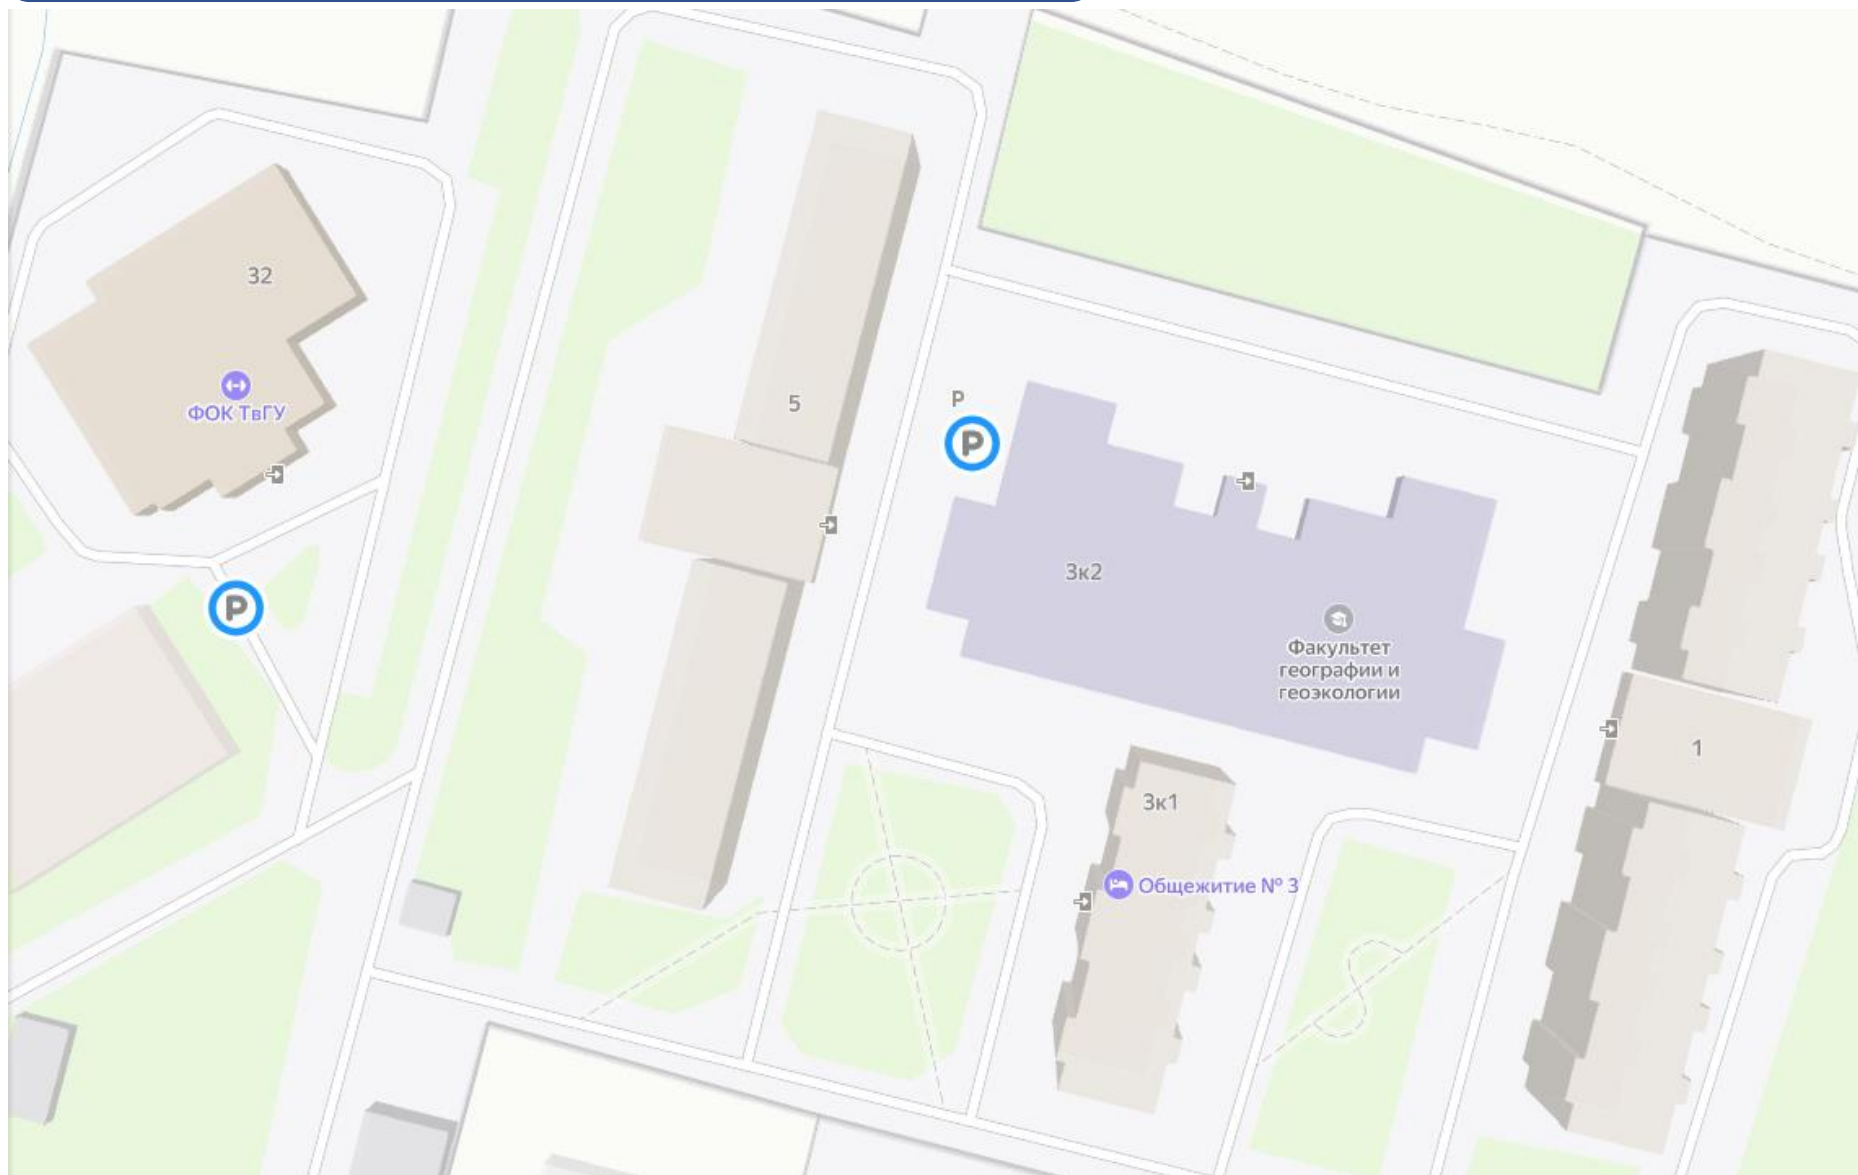 32
ФОК ТвГУ
5
P
P
3к2
Факультет
географии и
геоэкологии
P
1
3к1
Общежитие № 3